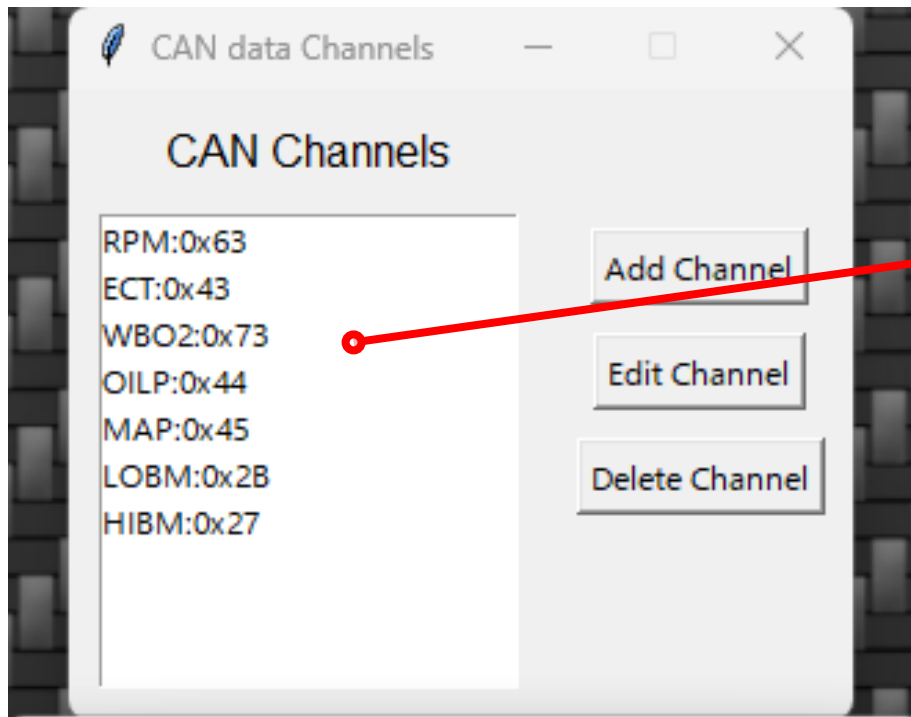 CAN data Channels
CAN Channels
RPM:0x63
ECT:0x43
WBO2:0x73
OILP:0x44
MAP:0x45
LOBM:0x2B
HIBM:0x27
Add Channel
Edit Channel
Delete Channel